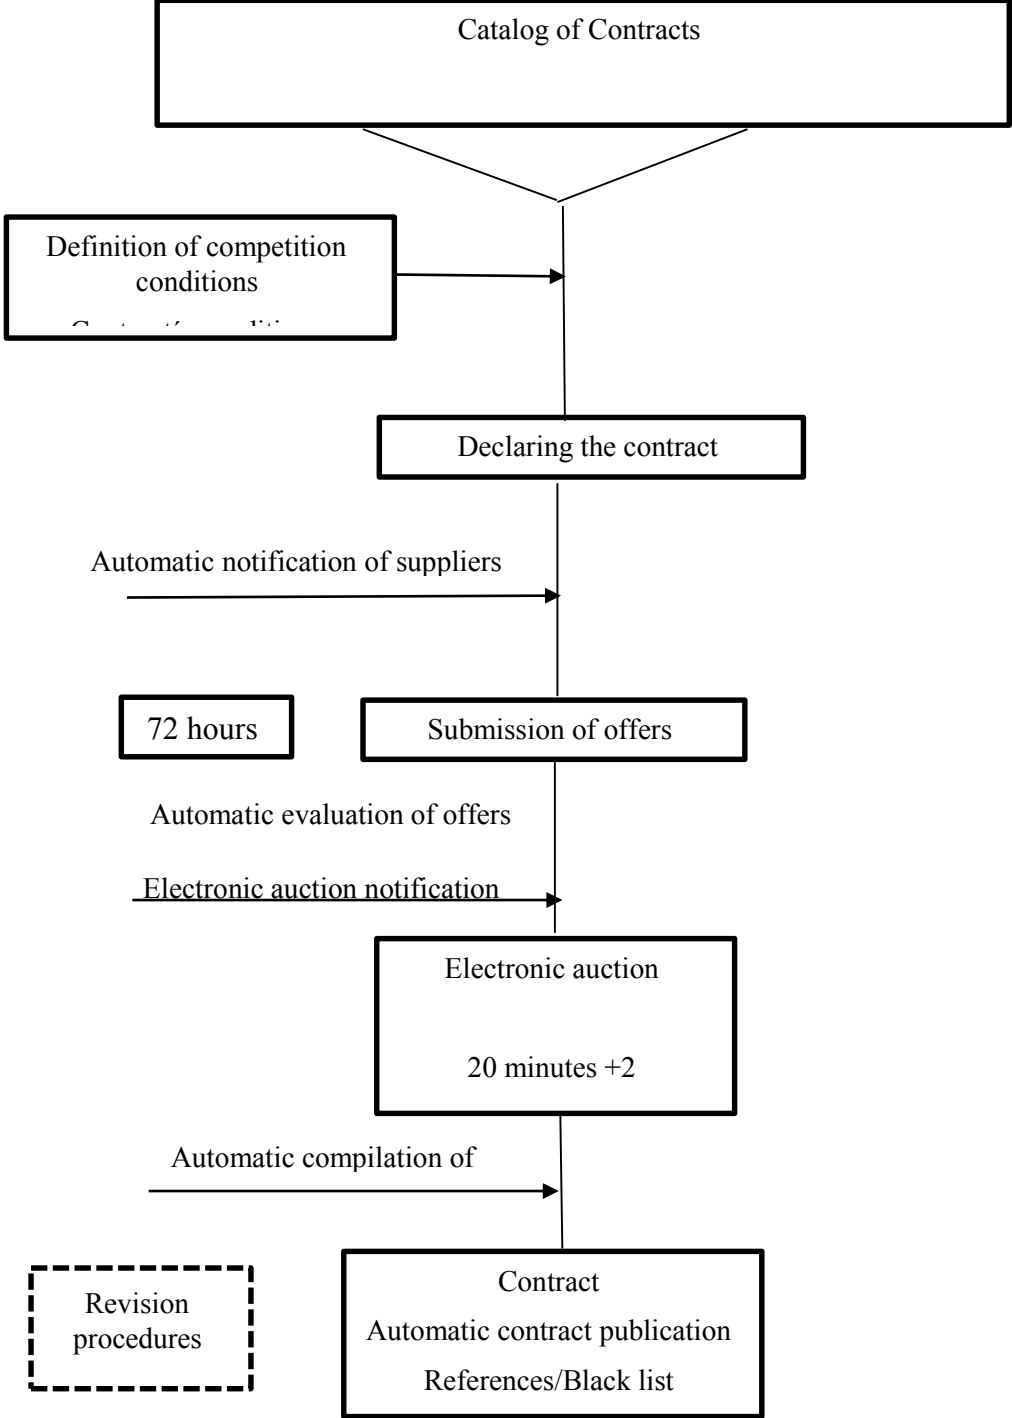 Catalog of Contracts
Definition of competition
conditions
Declaring the contract
Automatic notification of suppliers
72 hours
Submission of offers
Automatic evaluation of offers
Electronic auction notification
Electronic auction
20 minutes +2
Automatic compilation of
Revision
procedures
Contract
Automatic contract publication
References/Black list